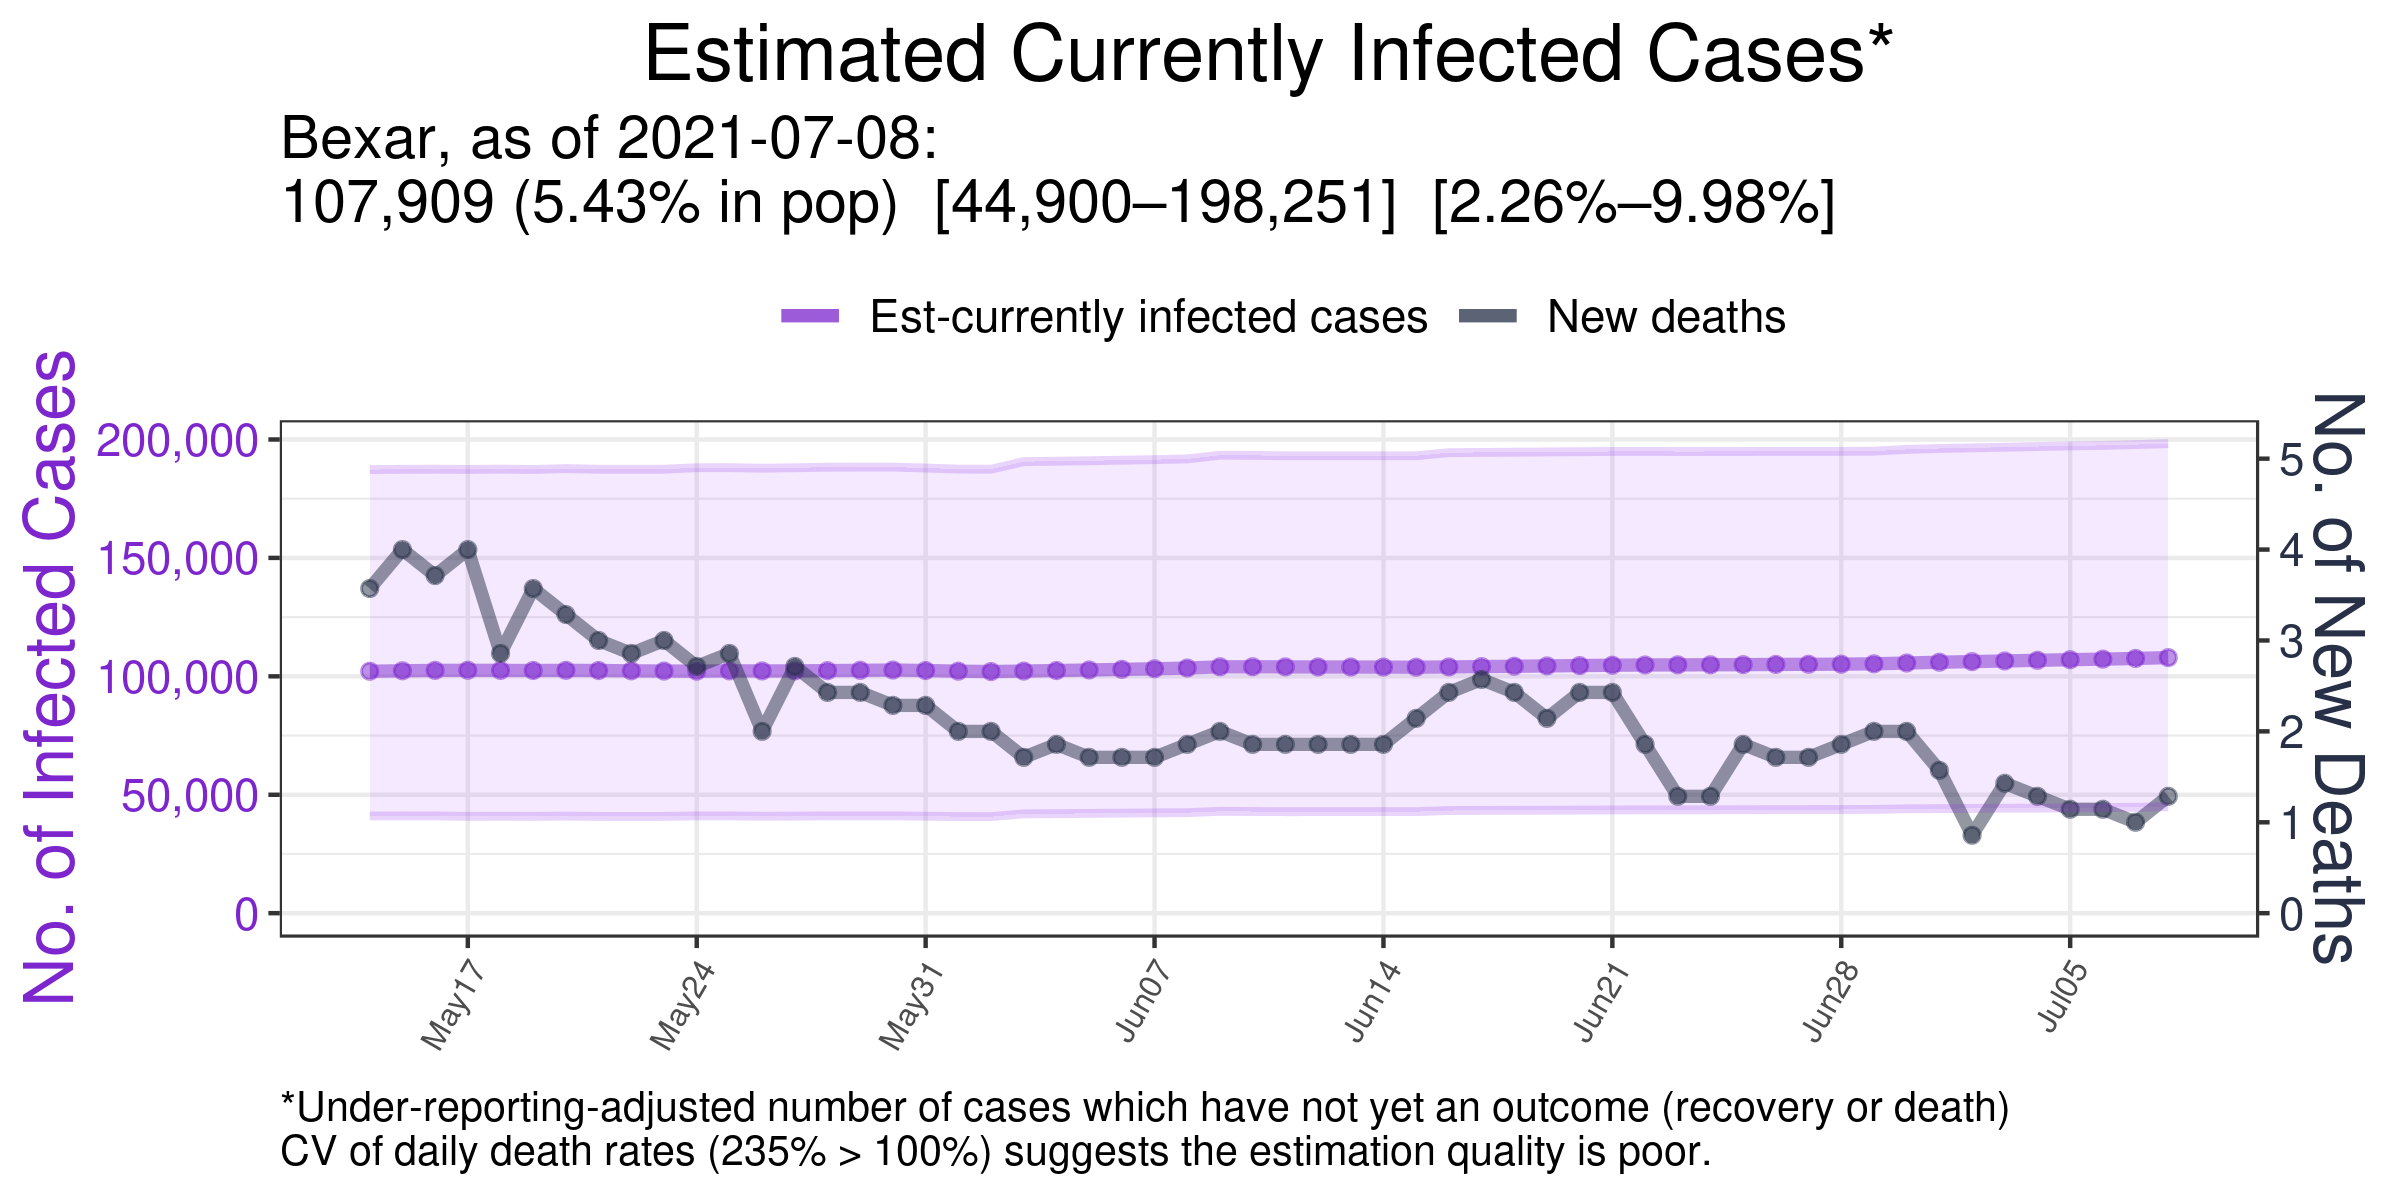 Estimated Currently Infected Cases*
Bexar, as of 2021-07-08:
107,909 (5.43% in pop)  [44,900–198,251]  [2.26%–9.98%]
Est-currently infected cases
New deaths
No. of Infected Cases
200,000
150,000
100,000
50,000
0
5
4
3
2
1
0
No. of New Deaths
May17
May24
May31
Jun07
Jun14
Jun21
Jun28
Jul05
*Under-reporting-adjusted number of cases which have not yet an outcome (recovery or death)
CV of daily death rates (235% > 100%) suggests the estimation quality is poor.